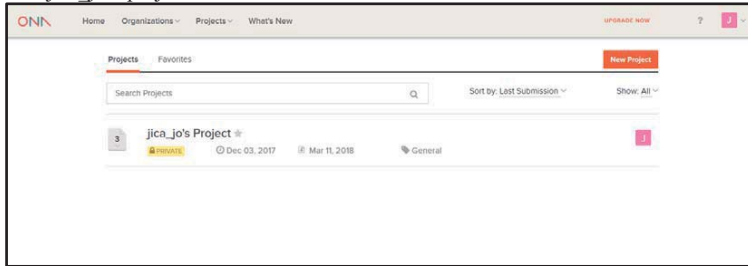 ONA Home Organizations Projects What's New UPGRADE NOW ? J
Projects Favorites New Project
Search Projects Sort by: Last Submission Show: All
3 jica_jo's Project J
PRIVATE Dec 03, 2017 Mar 11, 2018 General